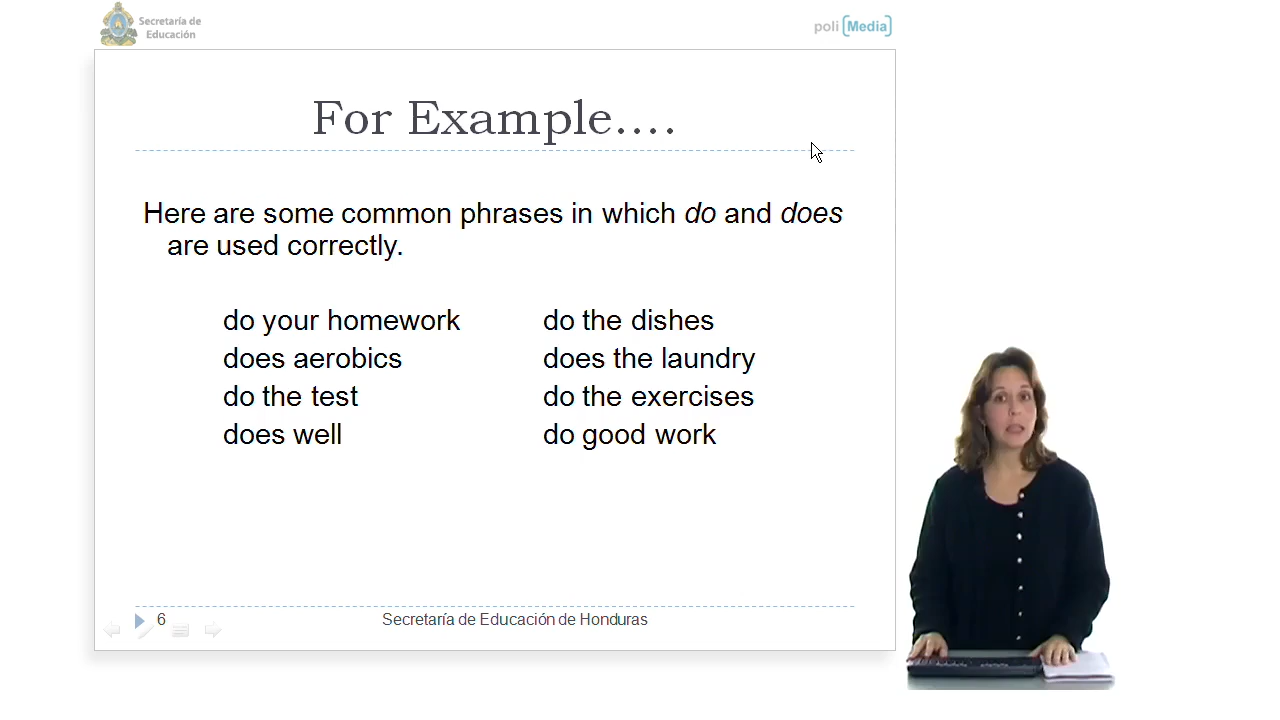 Secretaría de
Educación
poli [Media]
For Example....
Here are some common phrases in which do and does
are used correctly.
do your homework
does aerobics
do the test
does well
do the dishes
does the laundry
do the exercises
do good work
6
Secretaría de Educación de Honduras